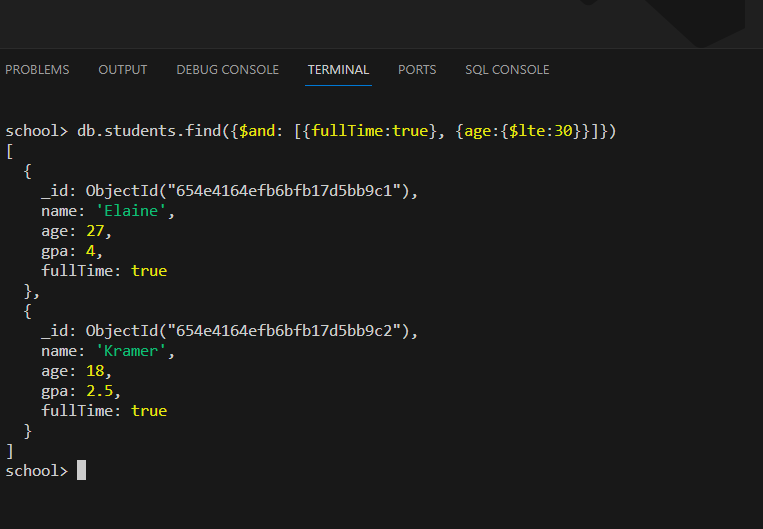 PROBLEMS OUTPUT DEBUG CONSOLE TERMINAL PORTS SQL CONSOLE
school> db.students.find({$and: [{fullTime:true}, {age:{$lte:30}}]})
[
  {
    _id: ObjectId("654e4164efb6bfb17d5bb9c1"),
    name: 'Elaine',
    age: 27,
    gpa: 4,
    fullTime: true
  },
  {
    _id: ObjectId("654e4164efb6bfb17d5bb9c2"),
    name: 'Kramer',
    age: 18,
    gpa: 2.5,
    fullTime: true
  }
]
school>